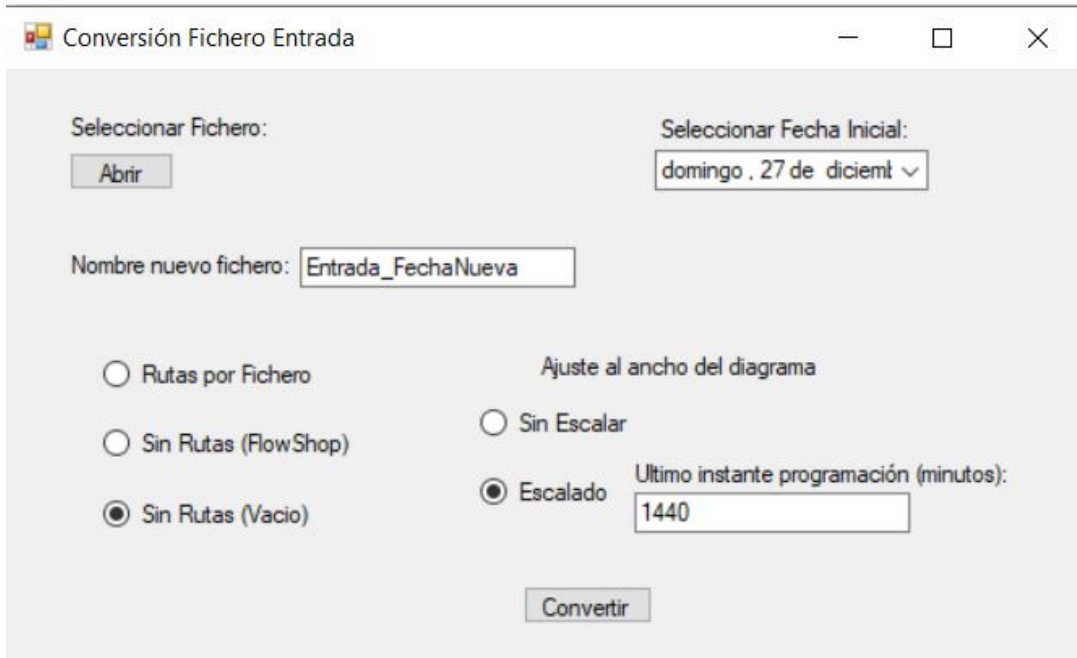 Conversión Fichero Entrada
Seleccionar Fichero:
Abrir
Seleccionar Fecha Inicial:
domingo , 27 de diciemb
Nombre nuevo fichero: Entrada_FechaNueva
Rutas por Fichero
Sin Rutas (FlowShop)
Sin Rutas (Vacio)
Ajuste al ancho del diagrama
Sin Escalar
Escalado
Ultimo instante programación (minutos):
1440
Convertir